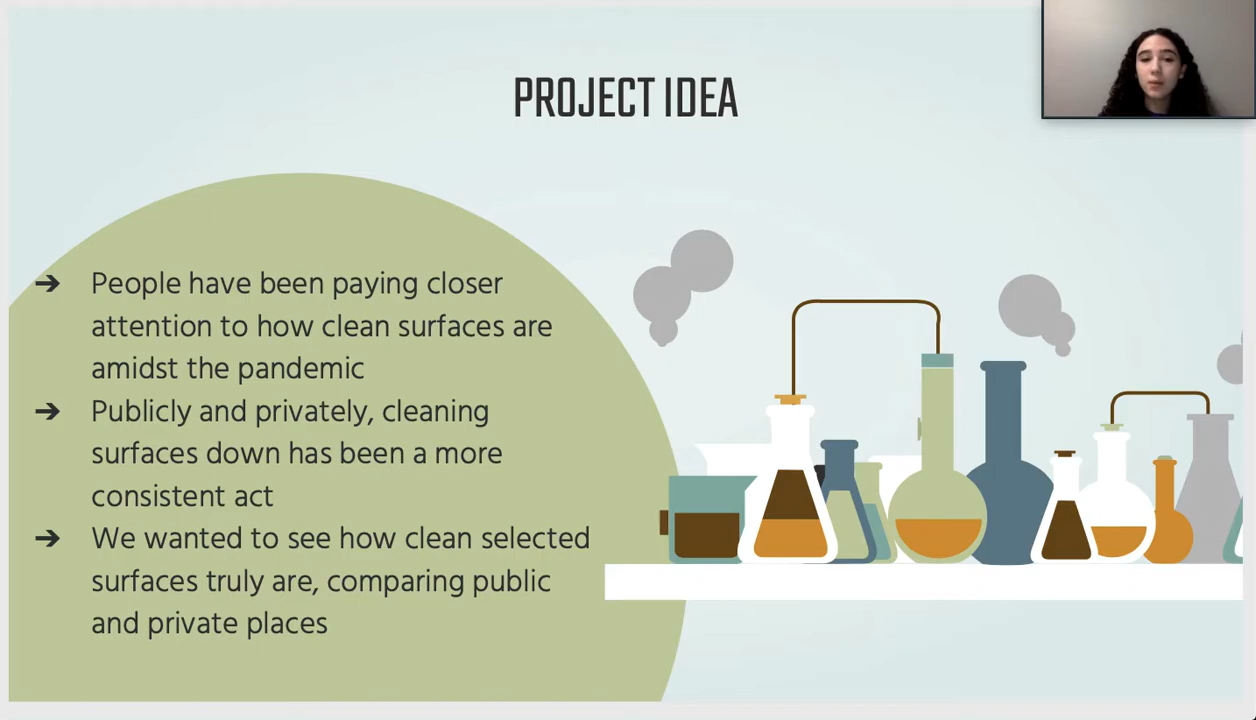 PROJECT IDEA
➔ People have been paying closer
attention to how clean surfaces are
amidst the pandemic
➔ Publicly and privately, cleaning
surfaces down has been a more
consistent act
➔ We wanted to see how clean selected
surfaces truly are, comparing public
and private places